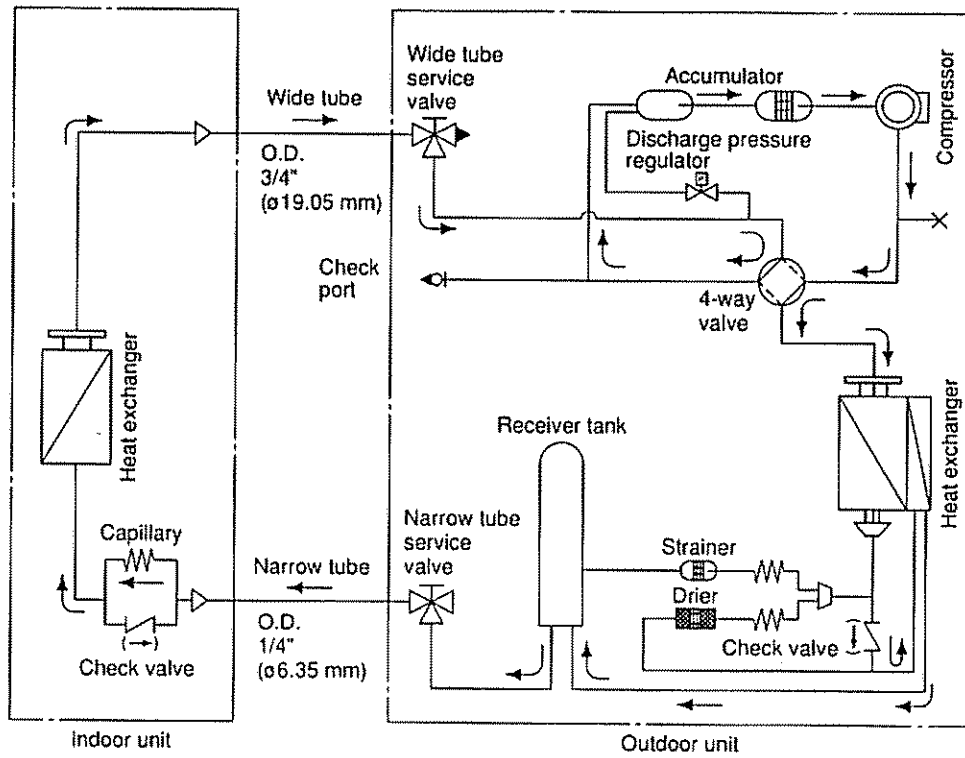 Wide tube
service
valve
Accumulator
Compressor
Wide tube
O.D.
3/4"
(ø19.05 mm)
Discharge pressure
regulator
Check
port
4-way
valve
Heat exchanger
Heat exchanger
Receiver tank
Capillary
Narrow tube
Narrow tube
service
valve
Strainer
Drier
O.D.
1/4"
(ø6.35 mm)
Check valve
Check valve
Indoor unit
Outdoor unit